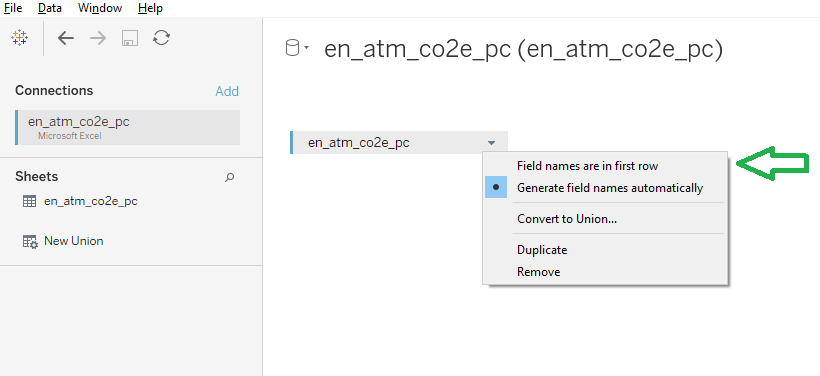 File Data Window Help
en_atm_co2e_pc (en_atm_co2e_pc)
Connections Add
en_atm_co2e_pc
Microsoft Excel
en_atm_co2e_pc
Field names are in first row
Generate field names automatically
Convert to Union...
Duplicate
Remove
Sheets
en_atm_co2e_pc
New Union